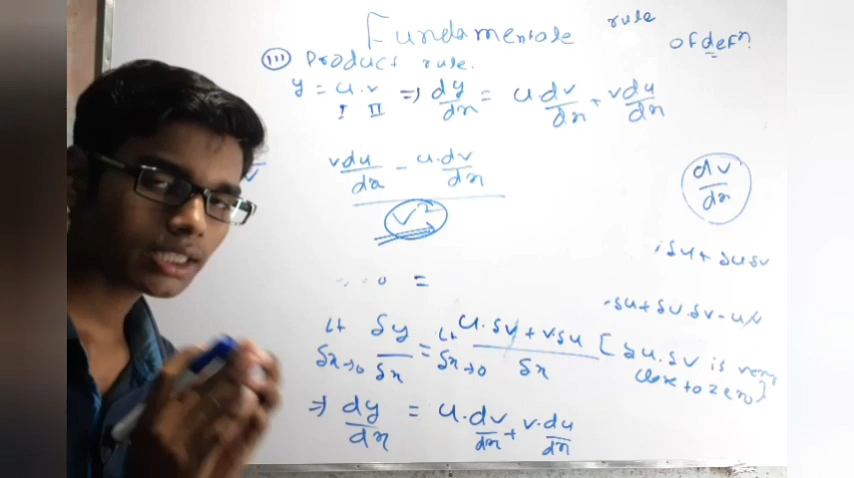 Fundamentale rule of defⁿ.
(III) Product rule.
y = u.v ⇒ dy/dx = u.dv/dx + v du/dx
I II
v du/dx - u.dv/dx
v²
dv/dx
δu + δu δv
δu + δu.δv - uv
=
Lt δx→0 δy/δx = Lt δx→0 u.δv + vδu / δx [δu.δv is very close to zero}
⇒ dy/dx = u.dv/dx + v.du/dx